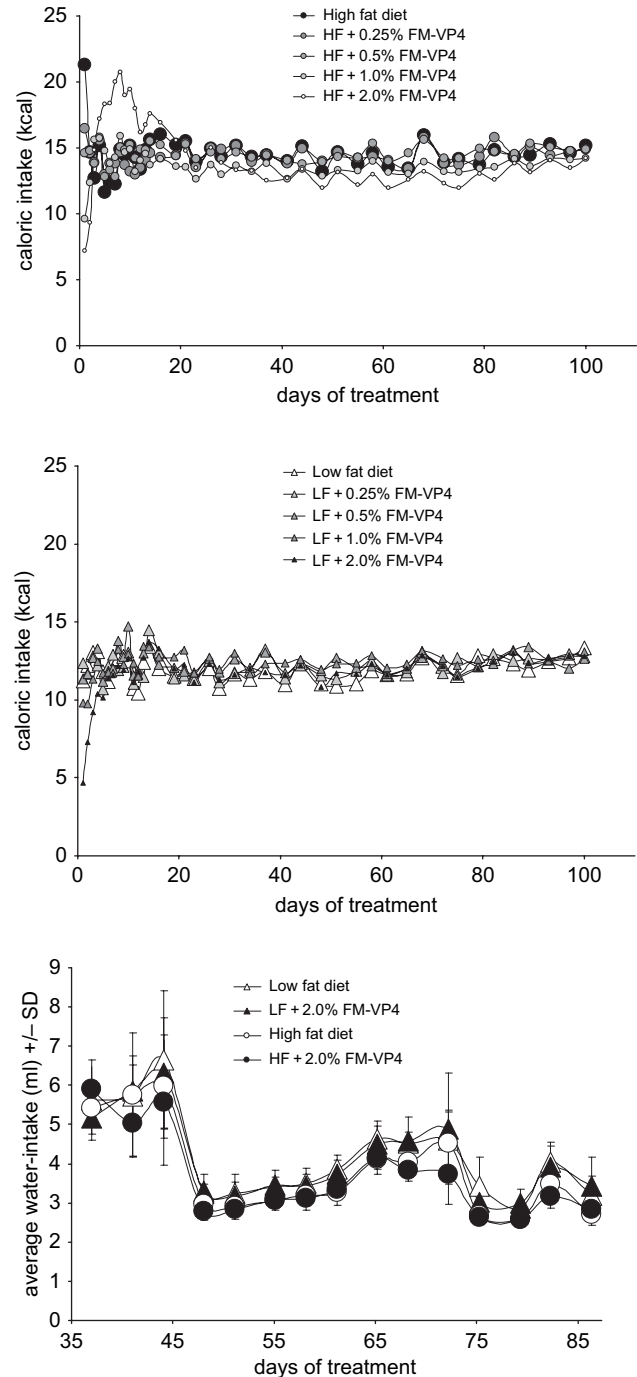 High fat diet
HF + 0.25% FM-VP4
HF + 0.5% FM-VP4
HF + 1.0% FM-VP4
HF + 2.0% FM-VP4
25
20
15
10
5
0
caloric intake (kcal)
0 20 40 60 80 100
days of treatment
Low fat diet
LF + 0.25% FM-VP4
LF + 0.5% FM-VP4
LF + 1.0% FM-VP4
LF + 2.0% FM-VP4
25
20
15
10
5
0
caloric intake (kcal)
0 20 40 60 80 100
days of treatment
Low fat diet
LF + 2.0% FM-VP4
High fat diet
HF + 2.0% FM-VP4
9
8
7
6
5
4
3
2
1
0
average water-intake (ml) +/– SD
35 45 55 65 75 85
days of treatment